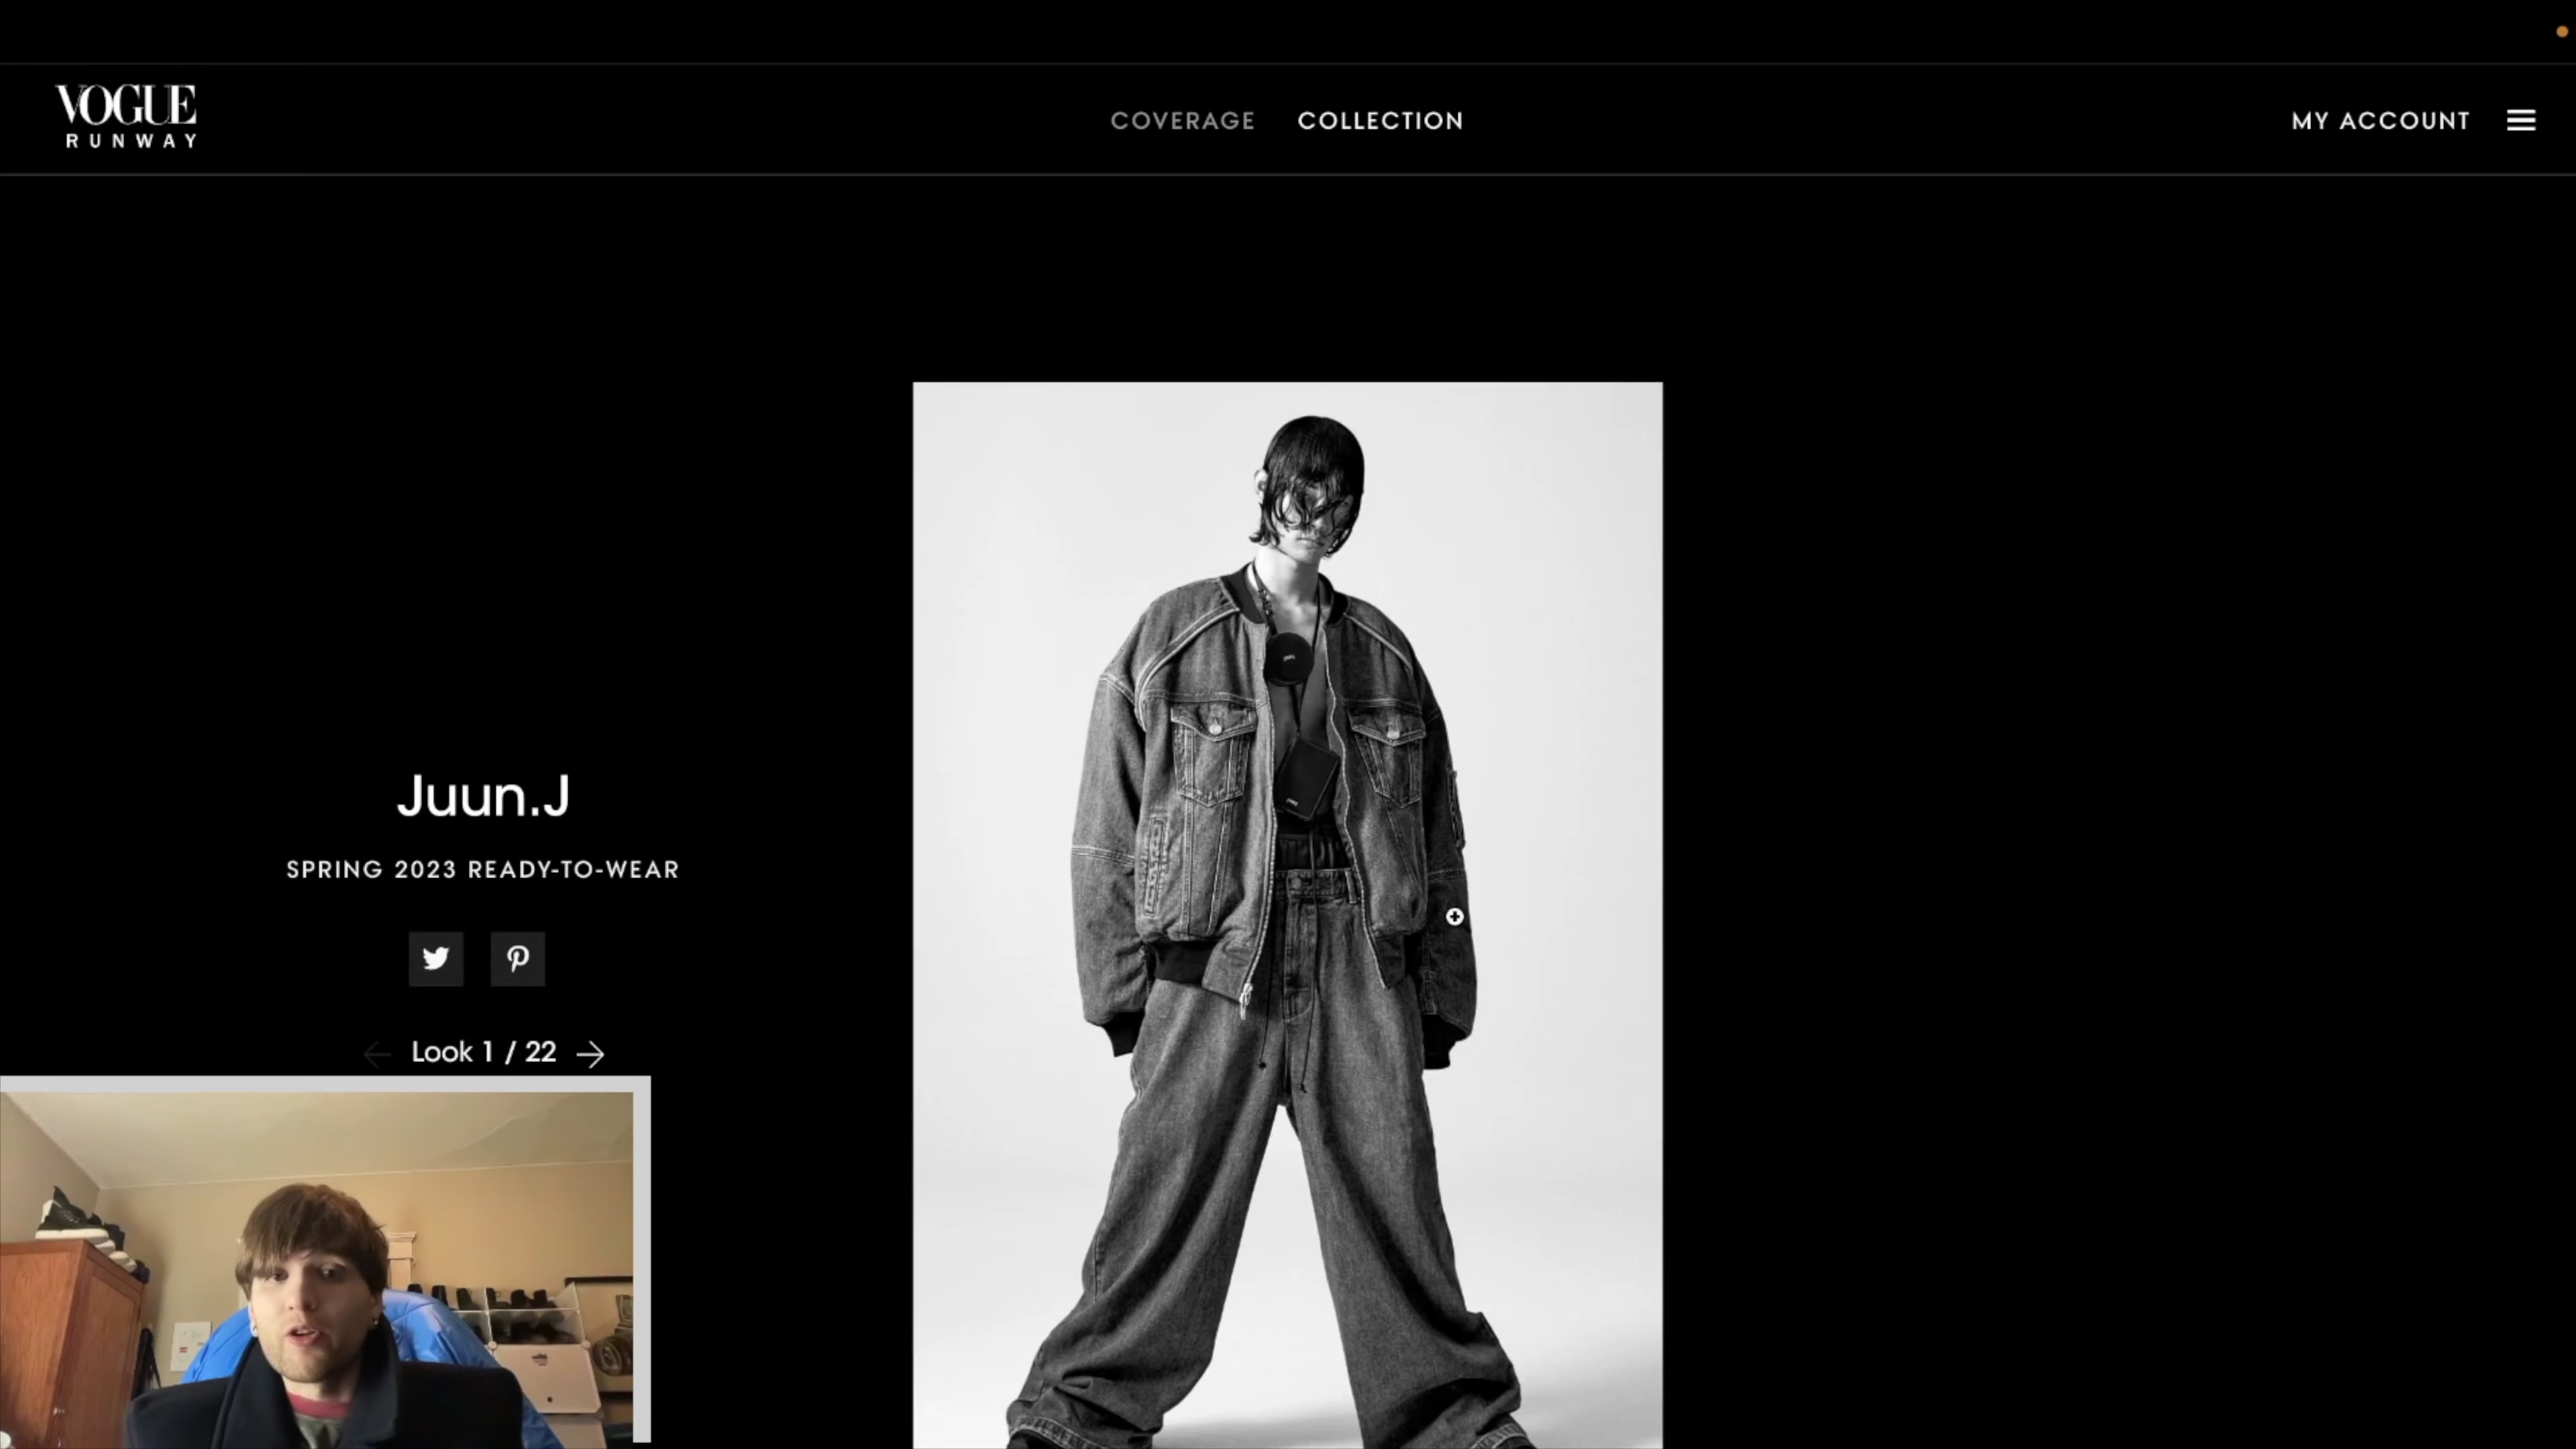 VOGUE
RUNWAY
COVERAGE
COLLECTION
MY ACCOUNT
Juun.J
SPRING 2023 READY-TO-WEAR
Look 1 / 22